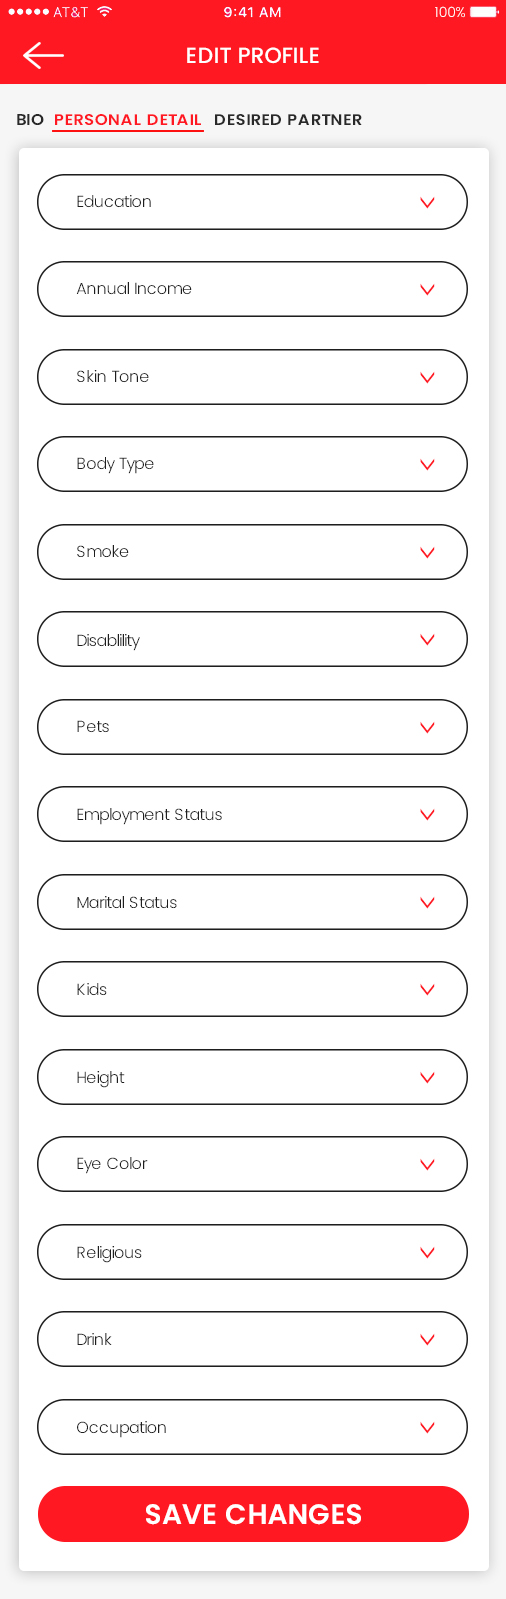 AT&T 9:41 AM 100%
EDIT PROFILE
BIO PERSONAL DETAIL DESIRED PARTNER
Education
Annual Income
Skin Tone
Body Type
Smoke
Disablility
Pets
Employment Status
Marital Status
Kids
Height
Eye Color
Religious
Drink
Occupation
SAVE CHANGES